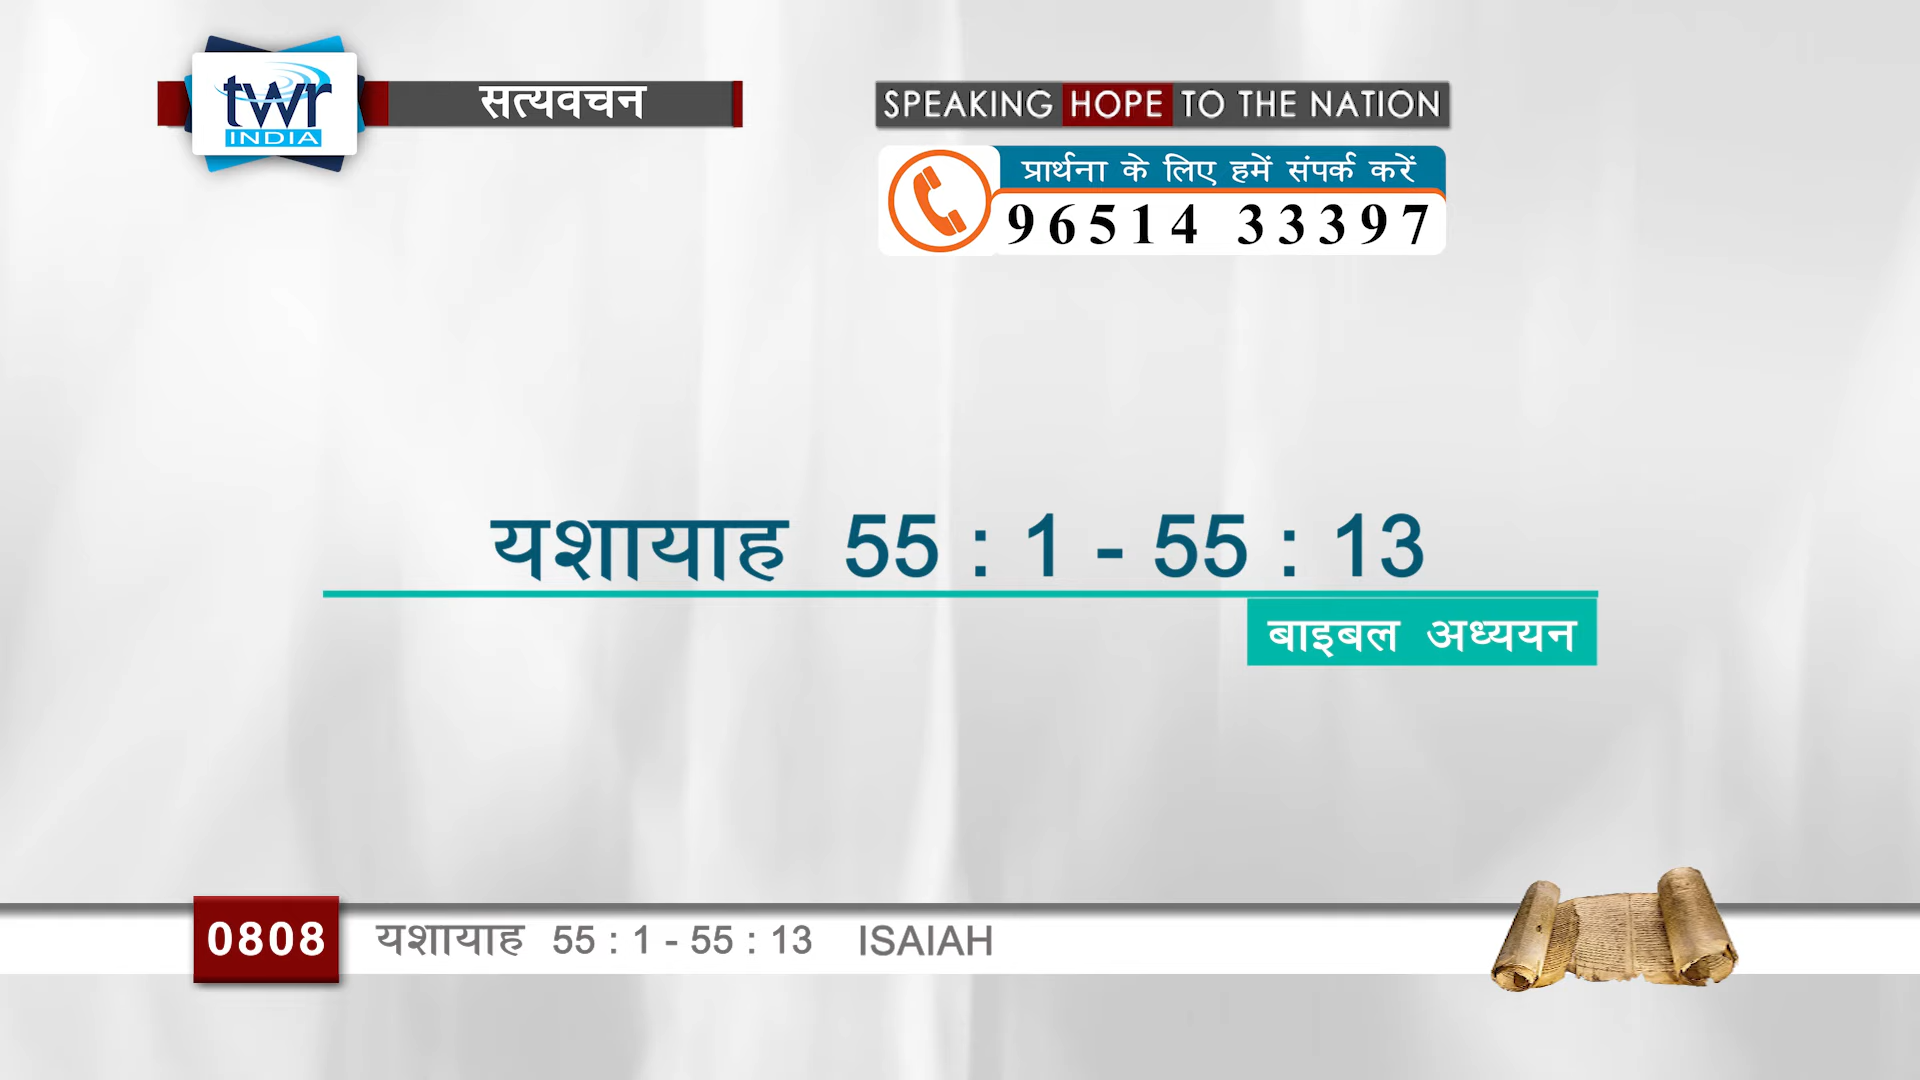 twr
INDIA
सत्यवचन
SPEAKING HOPE TO THE NATION
प्रार्थना के लिए हमें संपर्क करें
96514 33397
यशायाह 55 : 1 - 55 : 13
बाइबल अध्ययन
0808 यशायाह 55 : 1 - 55 : 13 ISAIAH